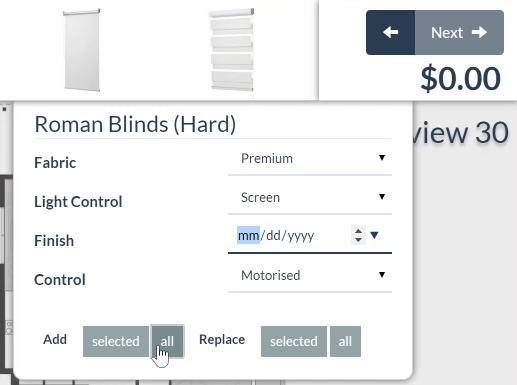 Next
$0.00
Roman Blinds (Hard)
view 30
Fabric Premium
Light Control Screen
Finish mm/dd/yyyy
Control Motorised
Add selected all Replace selected all